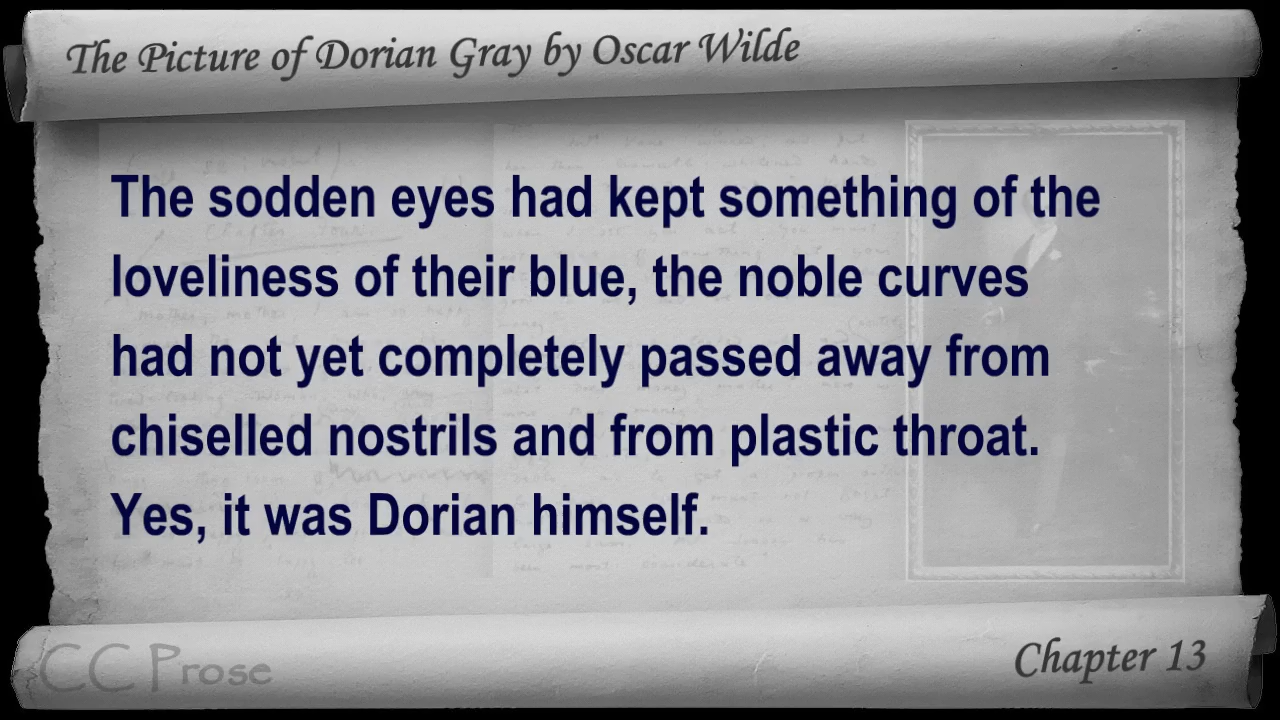 The Picture of Dorian Gray by Oscar Wilde
The sodden eyes had kept something of the
loveliness of their blue, the noble curves
had not yet completely passed away from
chiselled nostrils and from plastic throat.
Yes, it was Dorian himself.
CC Prose
Chapter 13